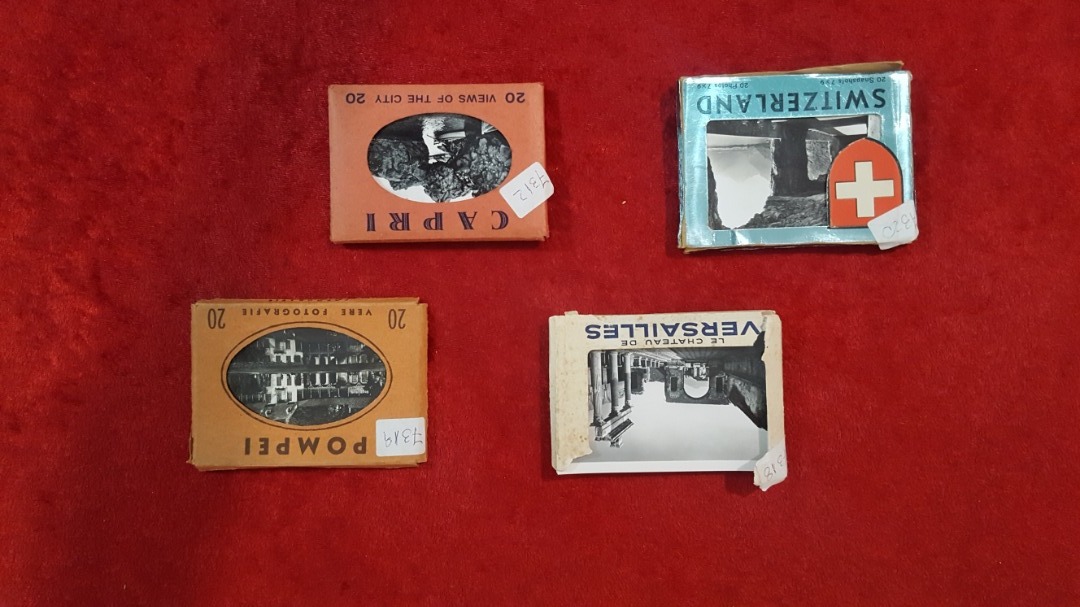 LE CHATEAU DE
VERSAILLES
POMPEI
7319
20 VERE FOTOGRAFIE 20
SWITZERLAND
20 Photos 7x9
20 Snapshots 7x9
CAPRI
7312
20 VIEWS OF THE CITY 20